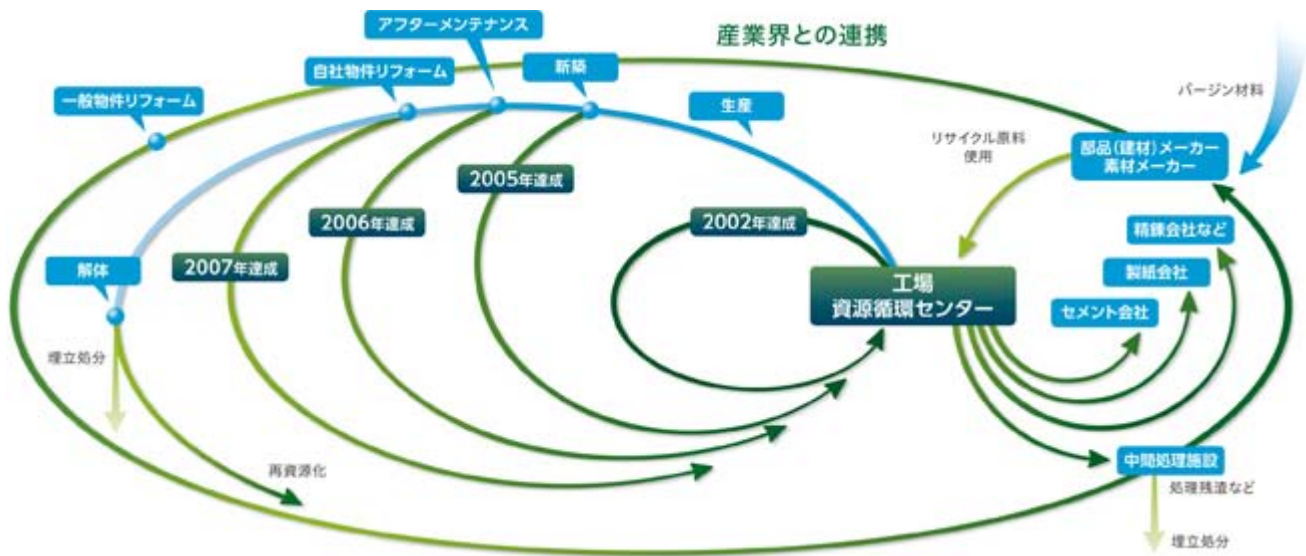 産業界との連携
アフターメンテナンス
自社物件リフォーム
新築
一般物件リフォーム
生産
バージン材料
リサイクル原料
使用
部品(建材)メーカー
素材メーカー
2005年達成
2006年達成
2002年達成
2007年達成
精錬会社など
製紙会社
セメント会社
解体
工場
資源循環センター
埋立処分
再資源化
中間処理施設
処理残渣など
埋立処分